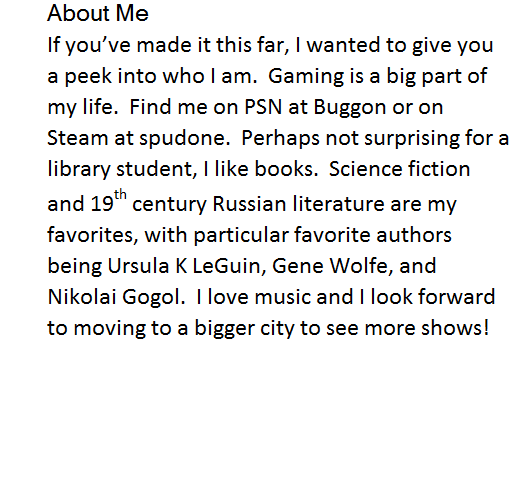 About Me
If you’ve made it this far, I wanted to give you
a peek into who I am.  Gaming is a big part of
my life.  Find me on PSN at Buggon or on
Steam at spudone.  Perhaps not surprising for a
library student, I like books.  Science fiction
and 19th century Russian literature are my
favorites, with particular favorite authors
being Ursula K LeGuin, Gene Wolfe, and
Nikolai Gogol.  I love music and I look forward
to moving to a bigger city to see more shows!